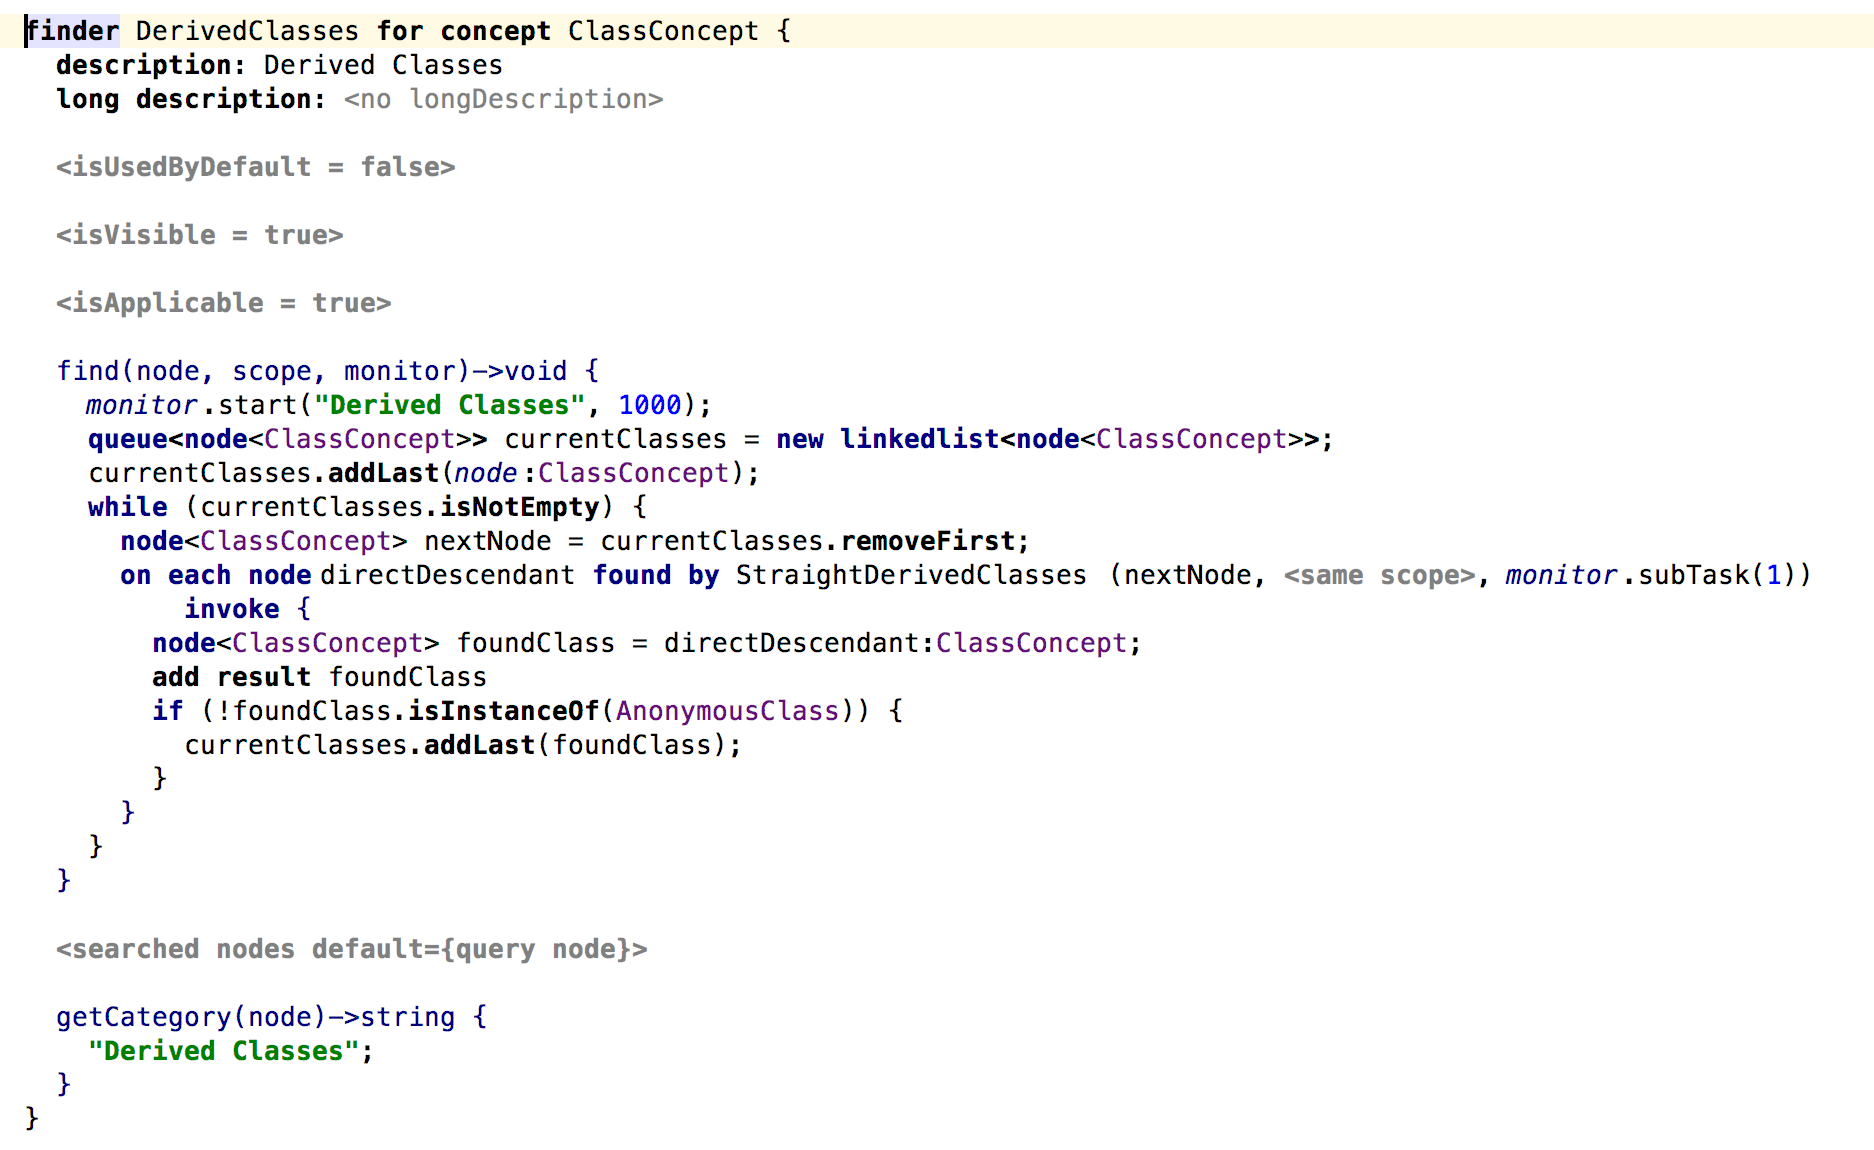 finder DerivedClasses for concept ClassConcept {
description: Derived Classes
long description: <no longDescription>
<isUsedByDefault = false>
<isVisible = true>
<isApplicable = true>
find(node, scope, monitor)->void {
monitor.start("Derived Classes", 1000);
queue<node<ClassConcept>> currentClasses = new linkedlist<node<ClassConcept>>;
currentClasses.addLast(node:ClassConcept);
while (currentClasses.isNotEmpty) {
node<ClassConcept> nextNode = currentClasses.removeFirst;
on each node directDescendant found by StraightDerivedClasses (nextNode, <same scope>, monitor.subTask(1))
invoke {
node<ClassConcept> foundClass = directDescendant:ClassConcept;
add result foundClass
if (!foundClass.isInstanceOf(AnonymousClass)) {
currentClasses.addLast(foundClass);
}
}
}
}
<searched nodes default={query node}>
getCategory(node)->string {
"Derived Classes";
}
}